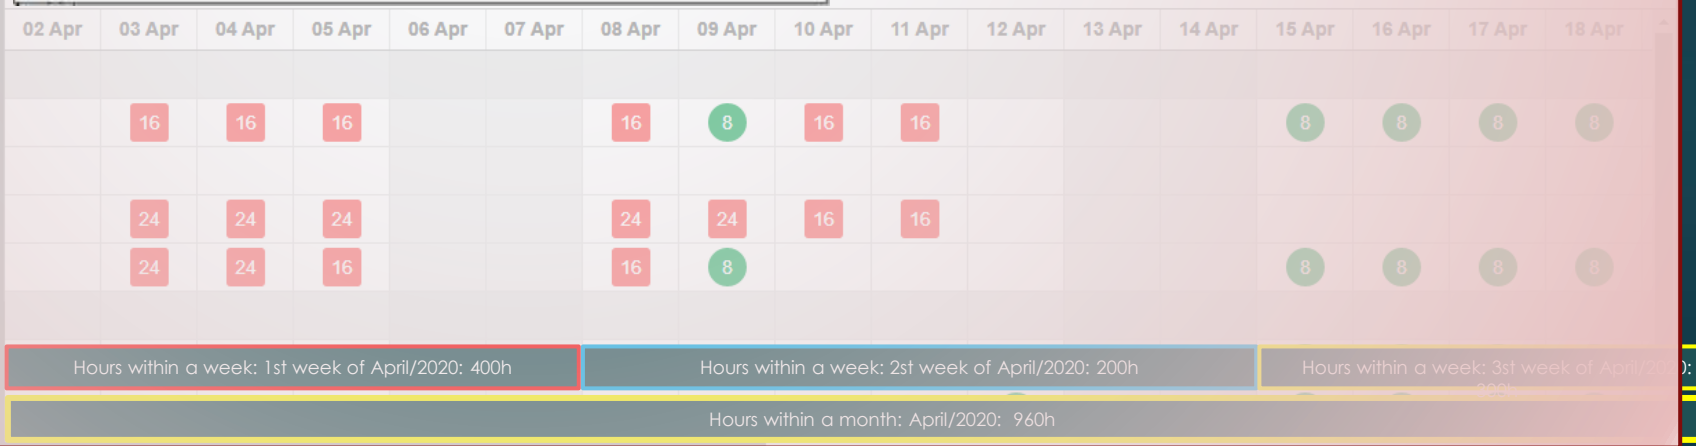 02 Apr 03 Apr 04 Apr 05 Apr 06 Apr 07 Apr 08 Apr 09 Apr 10 Apr 11 Apr 12 Apr 13 Apr 14 Apr 15 Apr 16 Apr 17 Apr 18 Apr
16 16 16 16 8 16 16 8 8 8 8
24 24 24 24 24 16 16
24 24 16 16 8 8 8 8 8
Hours within a week: 1st week of April/2020: 400h
Hours within a week: 2st week of April/2020: 200h
Hours within a week: 3st week of April/2020:
Hours within a month: April/2020: 960h